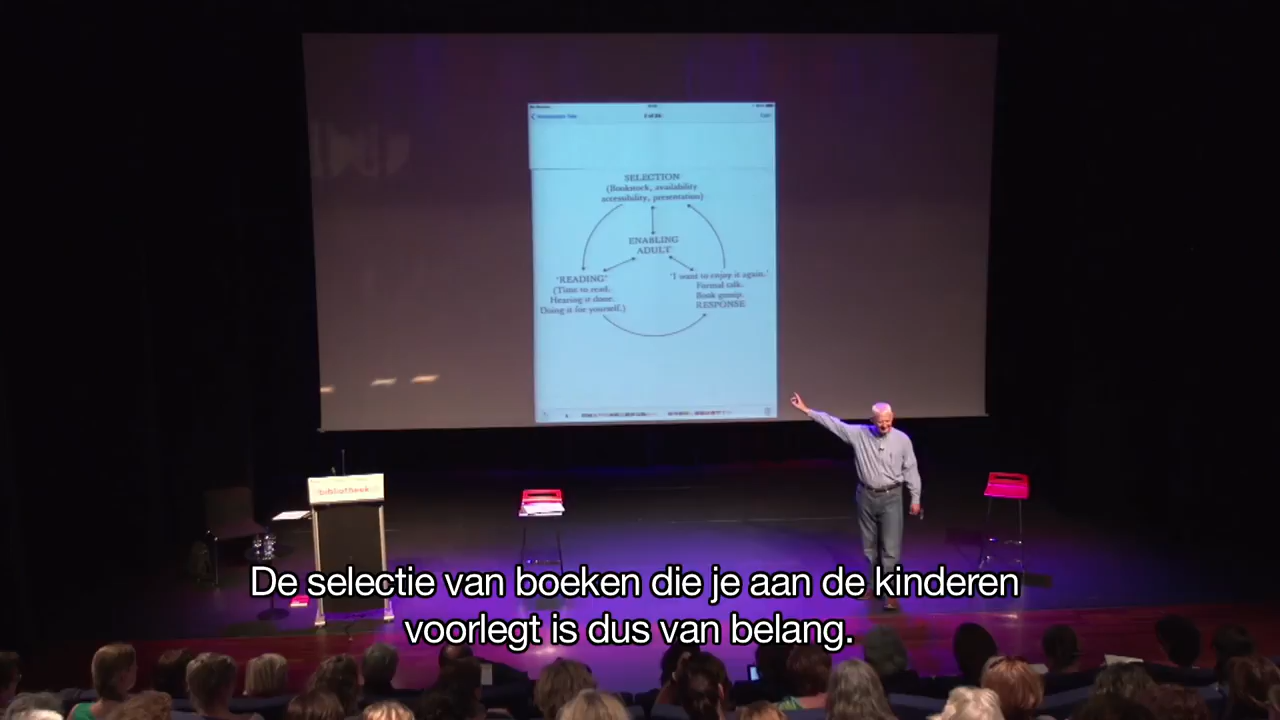 SELECTION
(Bookstock, availability
accessibility, presentation)
ENABLING
ADULT
'READING'
(Time to read.
Hearing it done.
Doing it for yourself.)
'I want to enjoy it again.'
Formal talk.
Book gossip.
RESPONSE
bibliotheek
De selectie van boeken die je aan de kinderen
voorlegt is dus van belang.